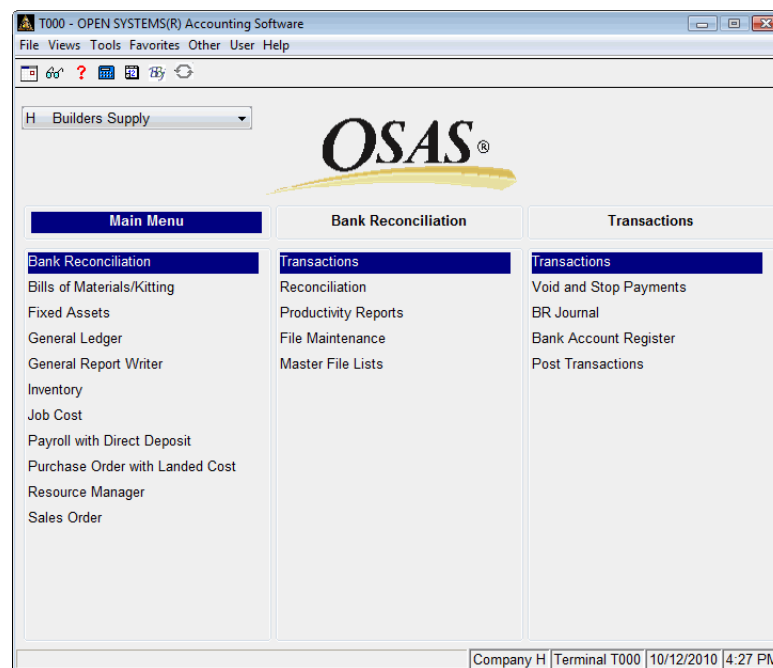 T000 - OPEN SYSTEMS(R) Accounting Software
File Views Tools Favorites Other User Help
H Builders Supply
OSAS®
Main Menu
Bank Reconciliation
Transactions
Bank Reconciliation
Bills of Materials/Kitting
Fixed Assets
General Ledger
General Report Writer
Inventory
Job Cost
Payroll with Direct Deposit
Purchase Order with Landed Cost
Resource Manager
Sales Order
Transactions
Reconciliation
Productivity Reports
File Maintenance
Master File Lists
Transactions
Void and Stop Payments
BR Journal
Bank Account Register
Post Transactions
Company H Terminal T000 10/12/2010 4:27 PM